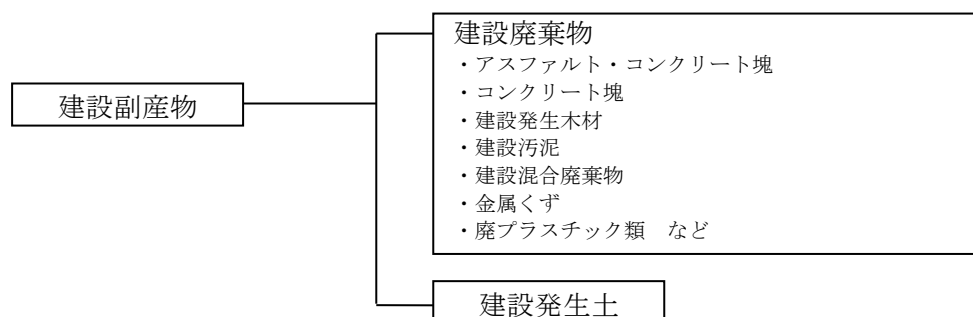 建設廃棄物
・アスファルト・コンクリート塊
・コンクリート塊
・建設発生木材
・建設汚泥
・建設混合廃棄物
・金属くず
・廃プラスチック類　など
建設副産物
建設発生土